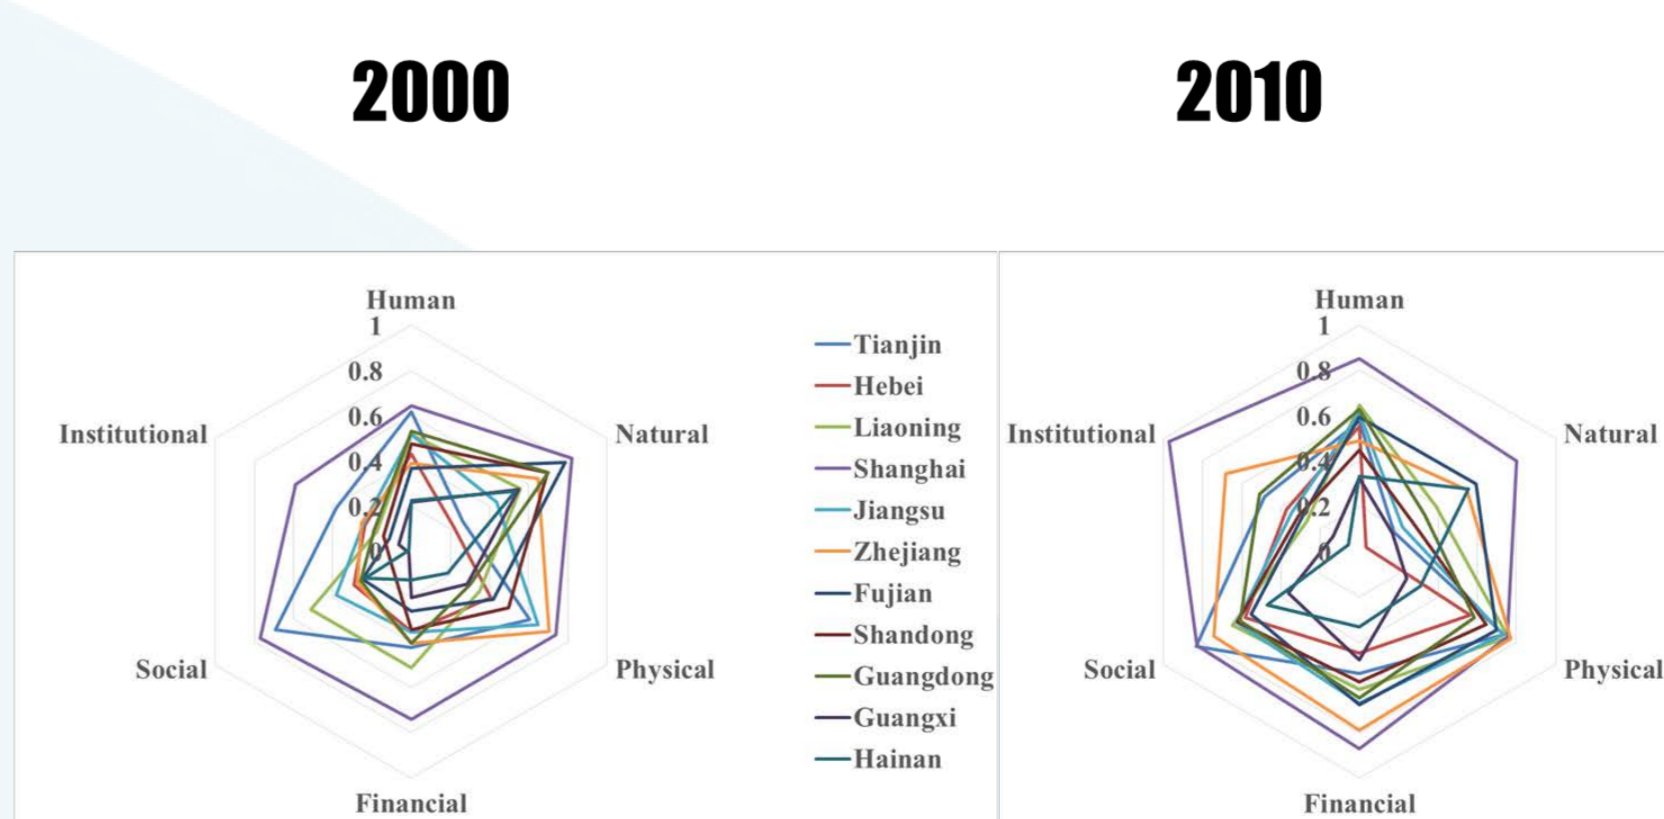 2000
2010
Human
1
0.8
0.6
0.4
0.2
0
Institutional
Natural
Social
Physical
Financial
Tianjin
Hebei
Liaoning
Shanghai
Jiangsu
Zhejiang
Fujian
Shandong
Guangdong
Guangxi
Hainan
Human
1
0.8
0.6
0.4
0.2
0
Institutional
Natural
Social
Physical
Financial